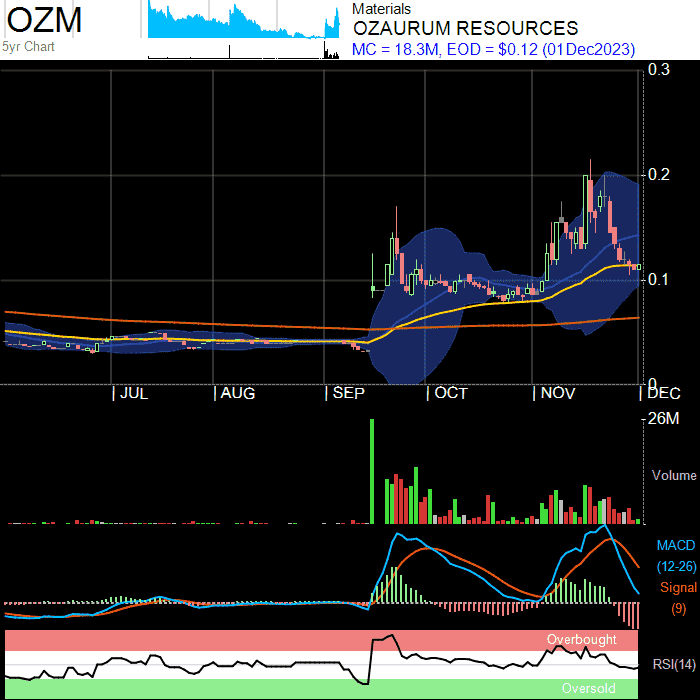 OZM
5yr Chart
Materials
OZAURUM RESOURCES
MC = 18.3M, EOD = $0.12 (01Dec2023)
0.3
0.2
0.1
0
JUL AUG SEP OCT NOV DEC
26M
Volume
MACD
(12-26)
Signal
(9)
Overbought
RSI(14)
Oversold